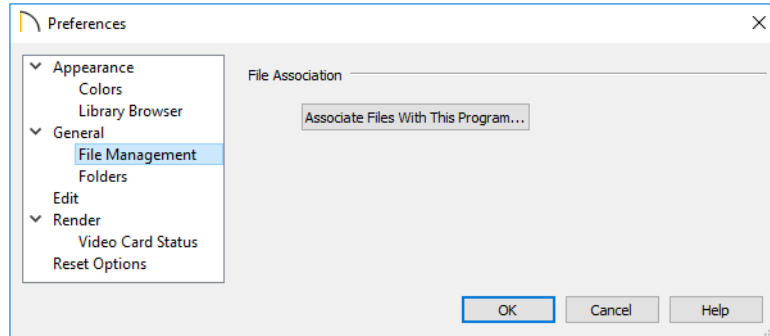 Preferences
Appearance
Colors
Library Browser
General
File Management
Folders
Edit
Render
Video Card Status
Reset Options
File Association
Associate Files With This Program...
OK Cancel Help